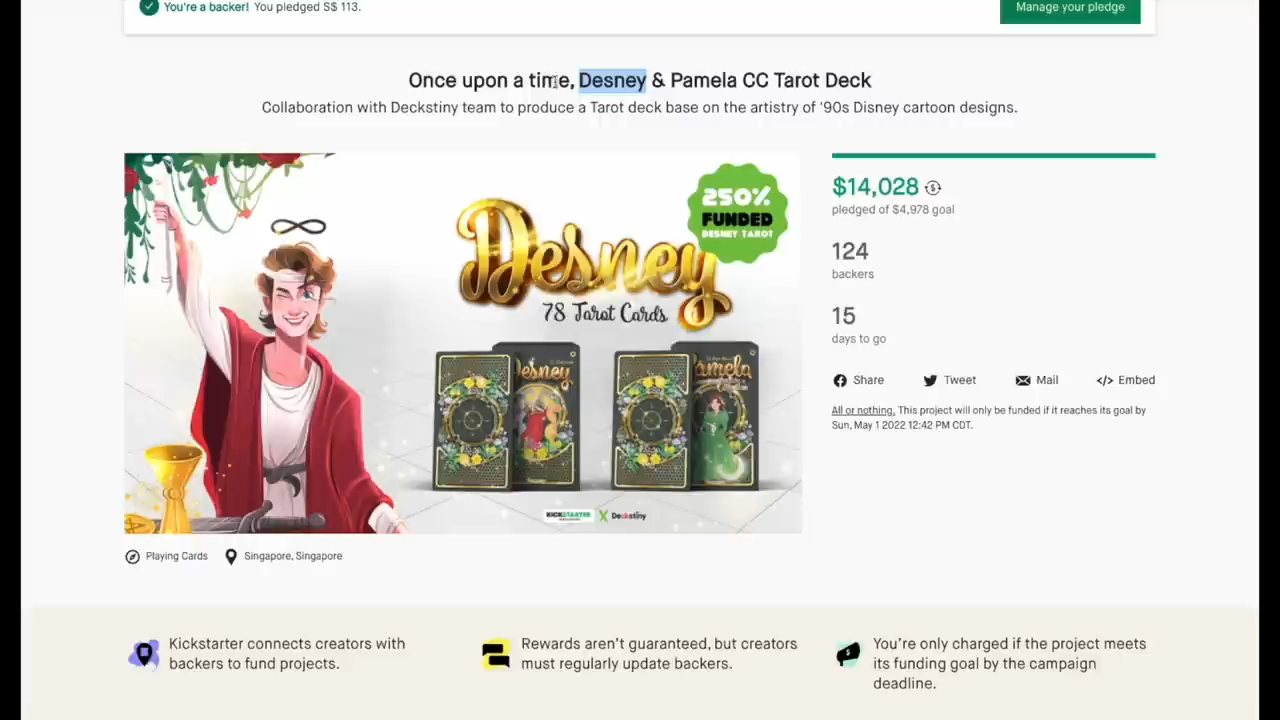 You're a backer! You pledged S$ 113.
Manage your pledge
Once upon a time, Desney & Pamela CC Tarot Deck
Collaboration with Deckstiny team to produce a Tarot deck base on the artistry of '90s Disney cartoon designs.
250%
FUNDED
DESNEY TAROT
Desney
78 Tarot Cards
Desney
Pamela
KICKSTARTER
X Deckstiny
$14,028
pledged of $4,978 goal
124
backers
15
days to go
Share
Tweet
Mail
</> Embed
All or nothing. This project will only be funded if it reaches its goal by
Sun, May 1 2022 12:42 PM CDT.
Playing Cards
Singapore, Singapore
Kickstarter connects creators with
backers to fund projects.
Rewards aren't guaranteed, but creators
must regularly update backers.
You're only charged if the project meets
its funding goal by the campaign
deadline.